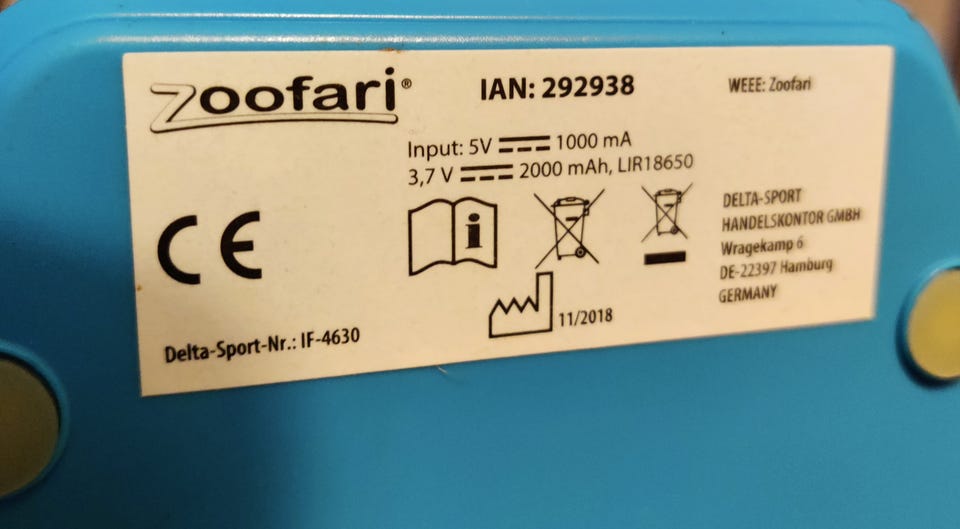 Zoofari®
IAN: 292938
WEEE: Zoofari
Input: 5V 1000 mA
3,7 V 2000 mAh, LIR18650
CE
i
DELTA-SPORT
HANDELSKONTOR GMBH
Wragekamp 6
DE-22397 Hamburg
GERMANY
11/2018
Delta-Sport-Nr.: IF-4630